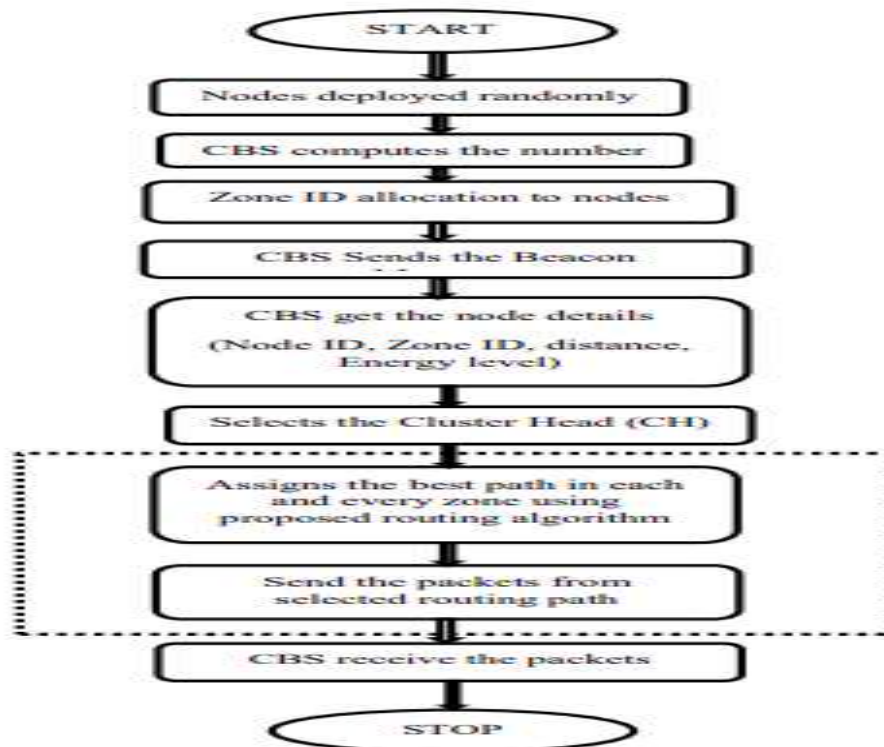 START
Nodes deployed randomly
CBS computes the number
Zone ID allocation to nodes
CBS Sends the Beacon
CBS get the node details
(Node ID, Zone ID, distance,
Energy level)
Selects the Cluster Head (CH)
Assigns the best path in each
and every zone using
proposed routing algorithm
Send the packets from
selected routing path
CBS receive the packets
STOP